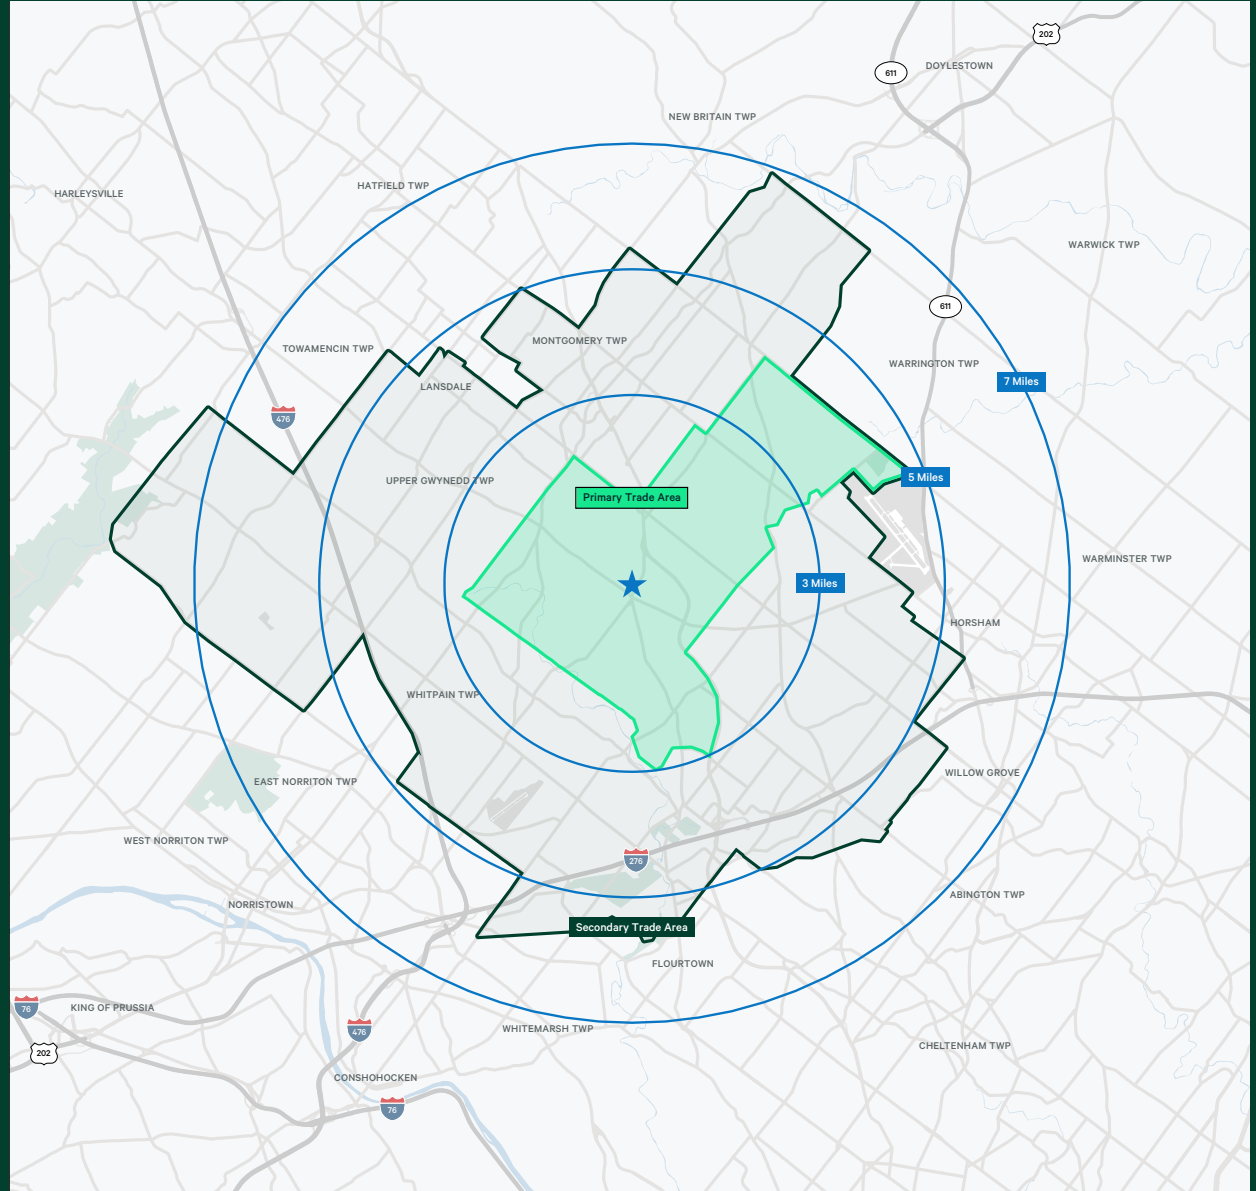 202
DOYLESTOWN
611
NEW BRITAIN TWP
HATFIELD TWP
HARLEYSVILLE
WARWICK TWP
611
MONTGOMERY TWP
TOWAMENCIN TWP
WARRINGTON TWP
7 Miles
LANSDALE
476
UPPER GWYNEDD TWP
5 Miles
Primary Trade Area
WARMINSTER TWP
3 Miles
HORSHAM
WHITPAIN TWP
WILLOW GROVE
EAST NORRITON TWP
WEST NORRITON TWP
276
ABINGTON TWP
NORRISTOWN
Secondary Trade Area
FLOURTOWN
76
KING OF PRUSSIA
WHITEMARSH TWP
476
CHELTENHAM TWP
202
CONSHOHOCKEN
76